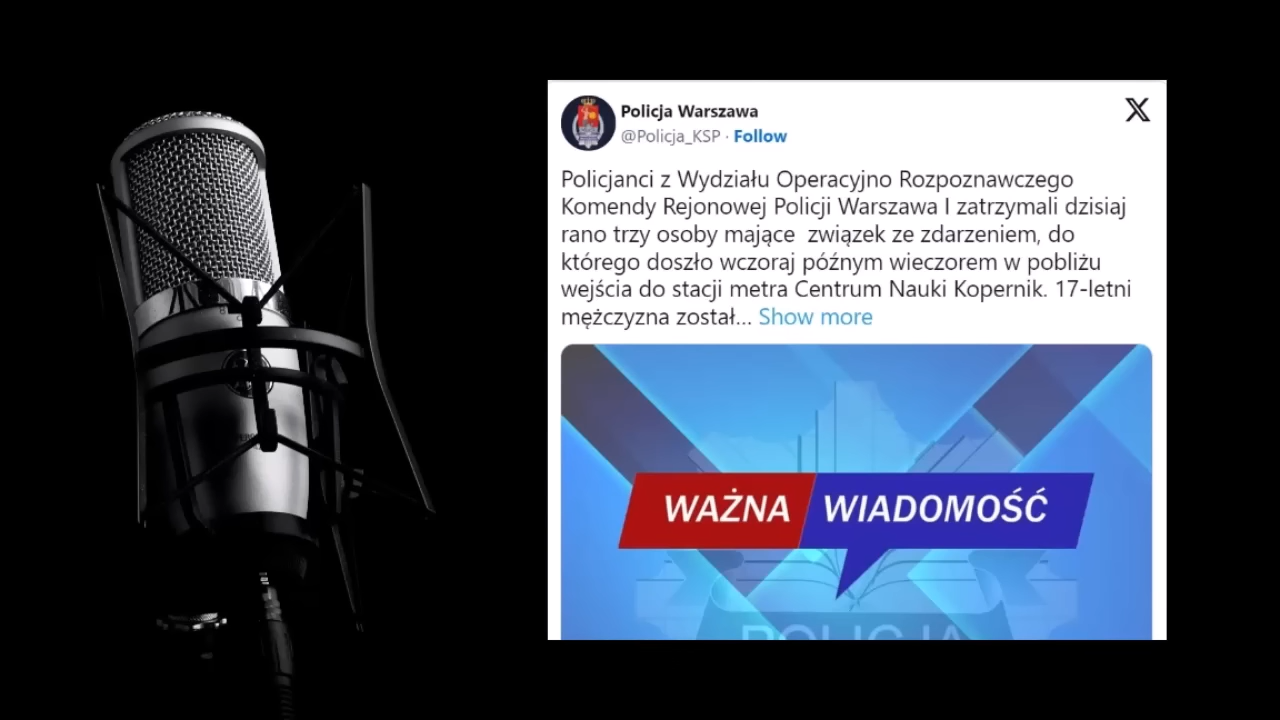 Policja Warszawa
@Policja_KSP · Follow
Policjanci z Wydziału Operacyjno Rozpoznawczego
Komendy Rejonowej Policji Warszawa I zatrzymali dzisiaj
rano trzy osoby mające związek ze zdarzeniem, do
którego doszło wczoraj późnym wieczorem w pobliżu
wejścia do stacji metra Centrum Nauki Kopernik. 17-letni
mężczyzna został... Show more
WAŻNA WIADOMOŚĆ
POLICJA